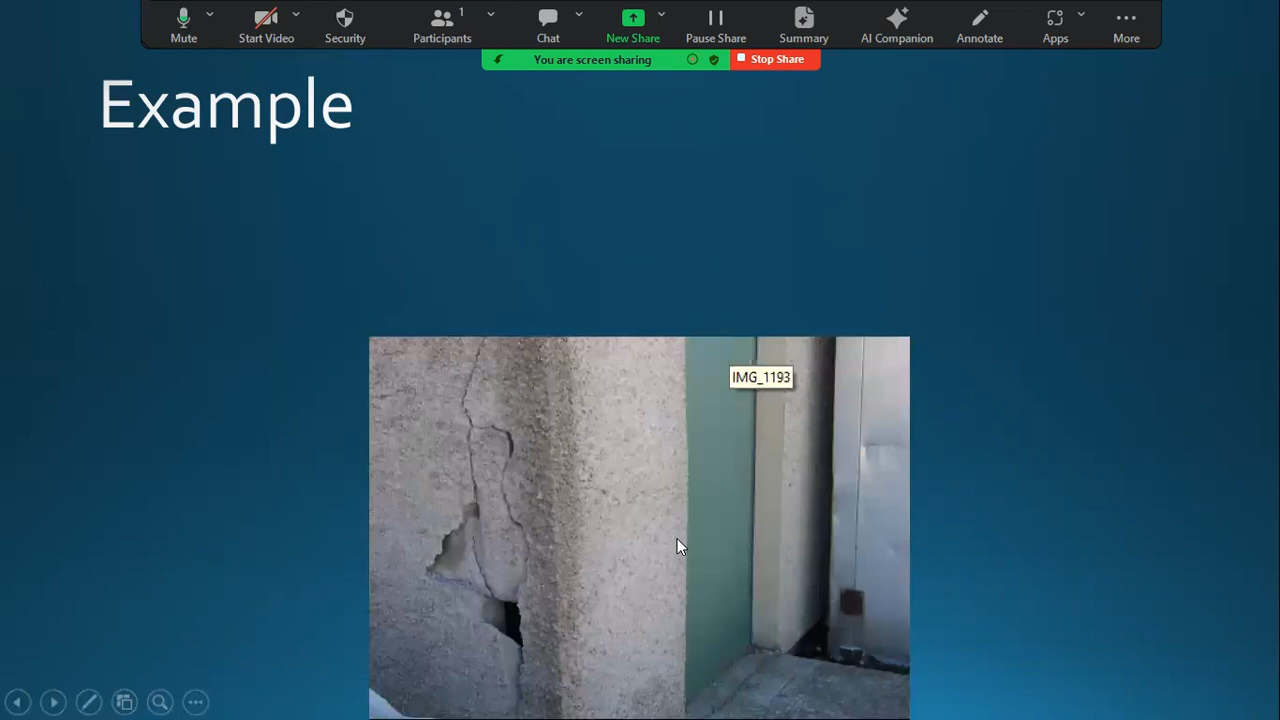 Mute
Start Video
Security
Participants
1
Chat
New Share
Pause Share
Summary
AI Companion
Annotate
Apps
More
You are screen sharing
Stop Share
Example
IMG_1193